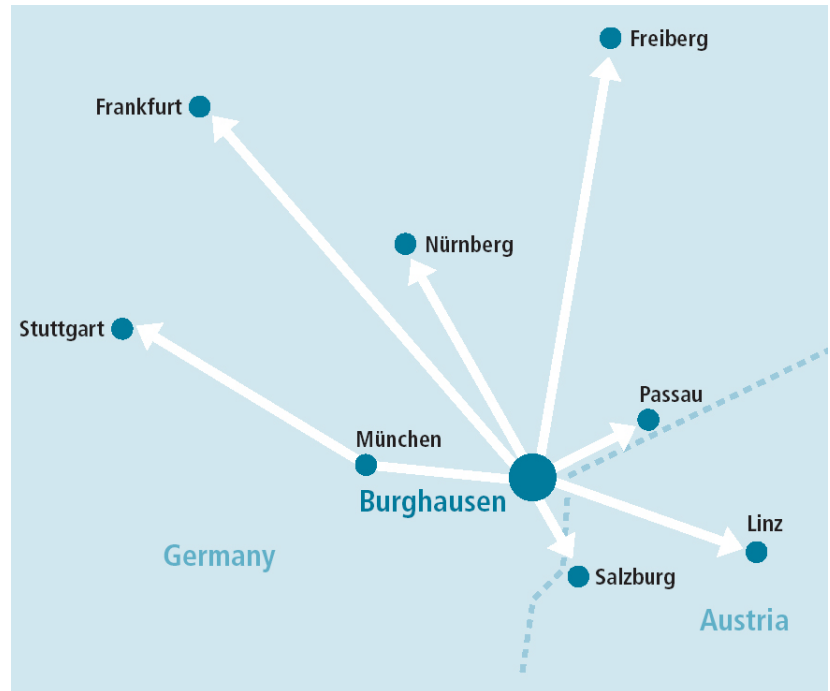 Freiberg
Frankfurt
Nürnberg
Stuttgart
Passau
München
Burghausen
Linz
Germany
Salzburg
Austria